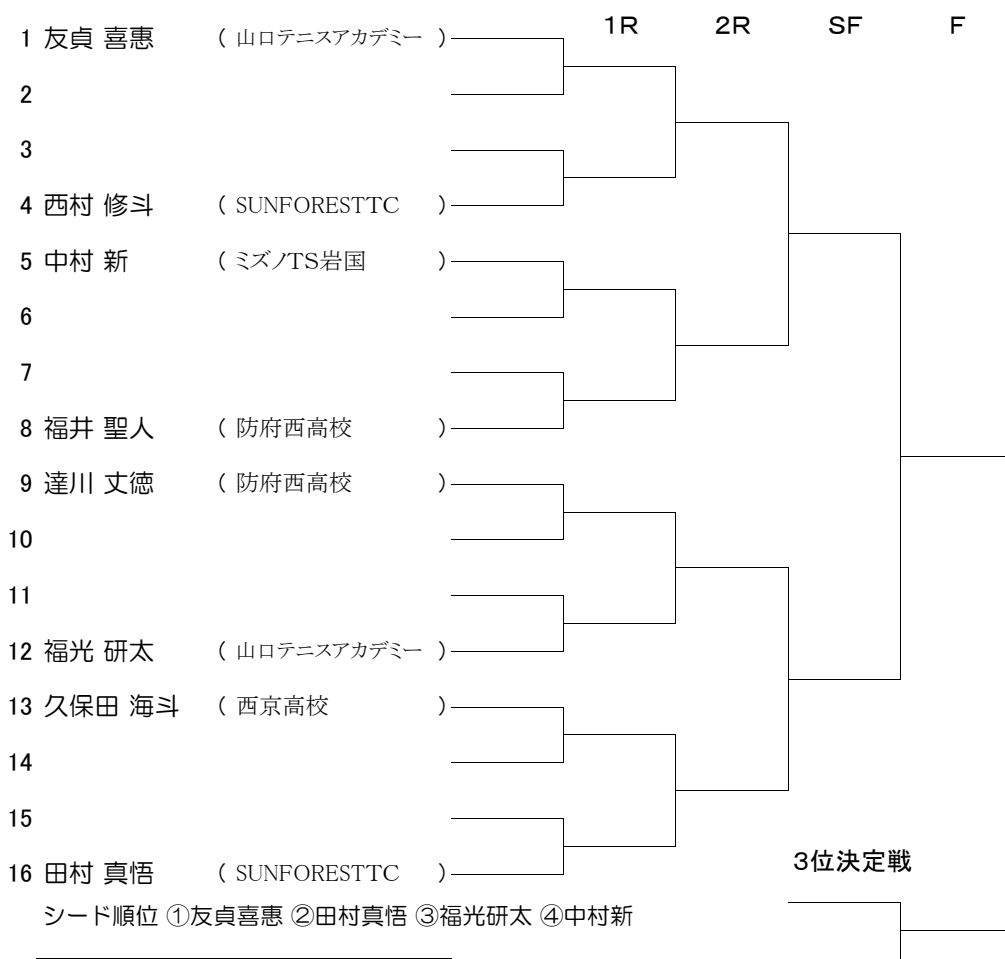 1R 2R SF F
1 友貞 喜惠 ( 山口テニスアカデミー )
2
3
4 西村 修斗 ( SUNFORESTTC )
5 中村 新 ( ミズノTS岩国 )
6
7
8 福井 聖人 ( 防府西高校 )
9 達川 丈徳 ( 防府西高校 )
10
11
12 福光 研太 ( 山口テニスアカデミー )
13 久保田 海斗 ( 西京高校 )
14
15
16 田村 真悟 ( SUNFORESTTC )
3位決定戦
シード順位 ①友貞喜惠 ②田村真悟 ③福光研太 ④中村新